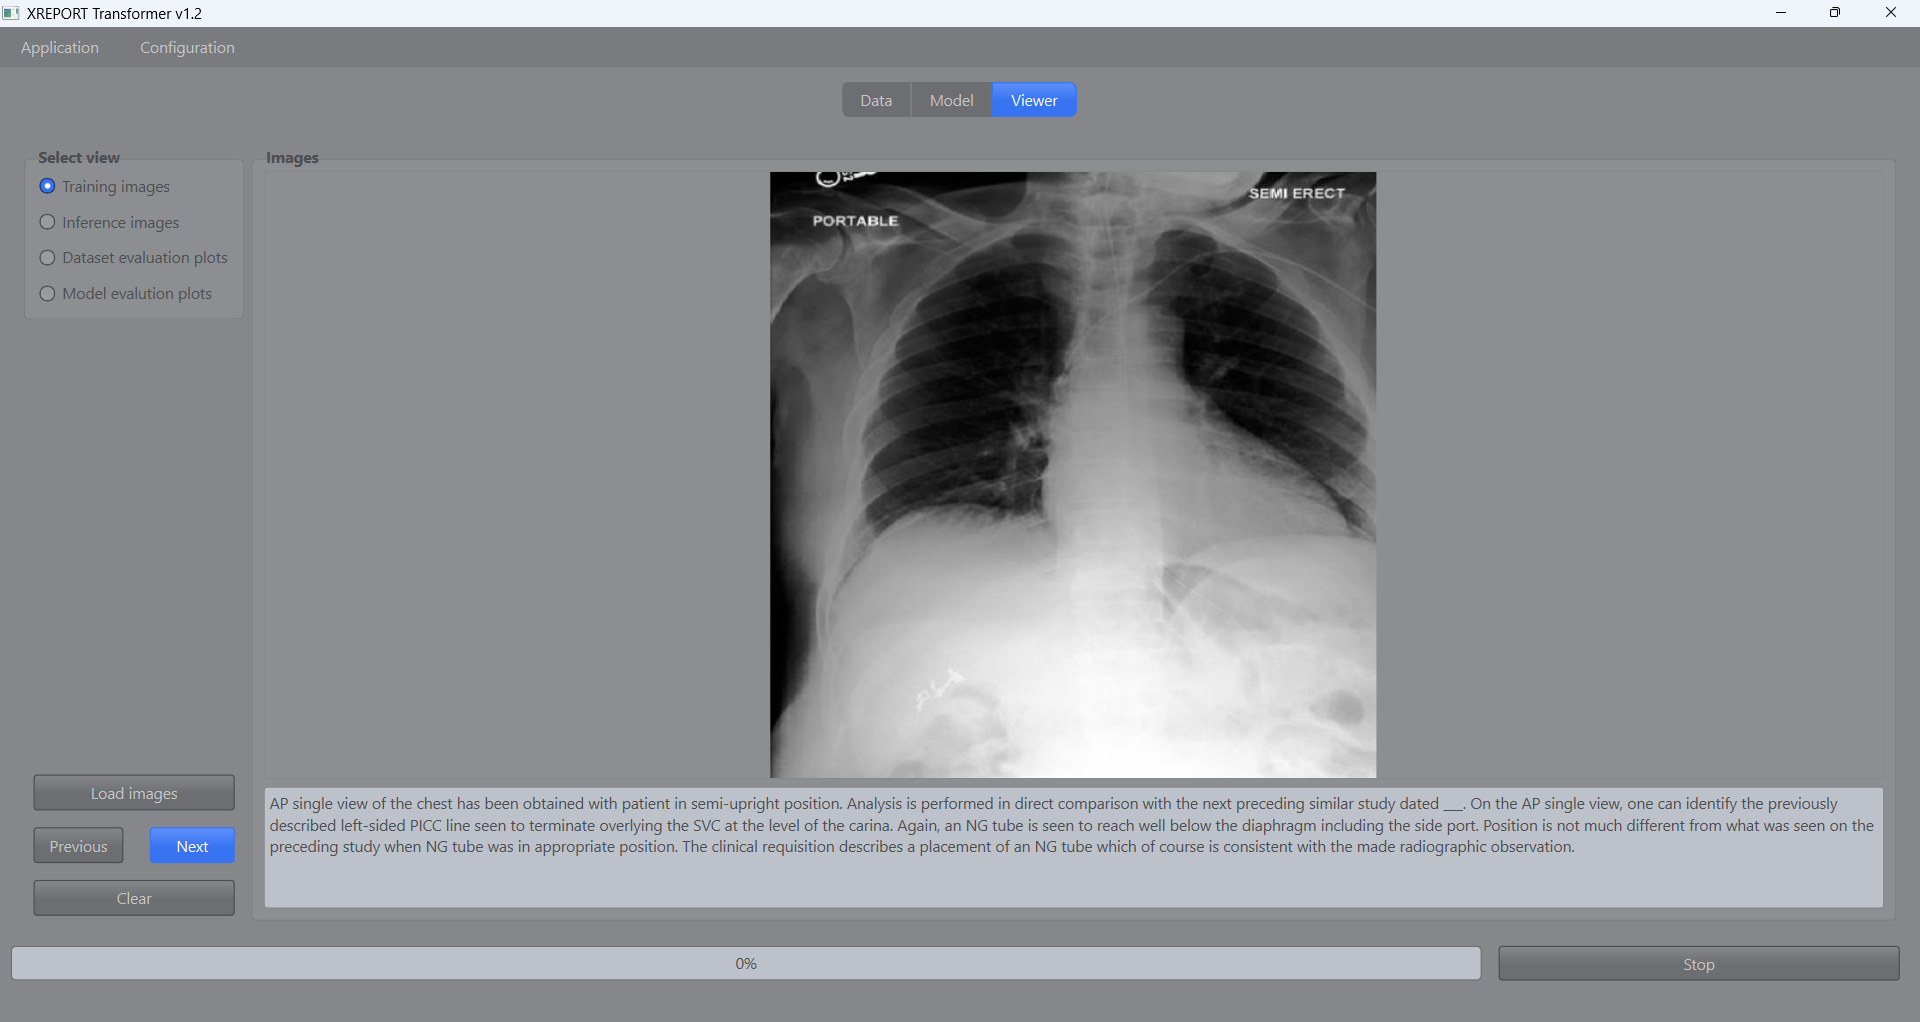 XREPORT Transformer v1.2
Application Configuration
Data Model Viewer
Select view
Training images
Inference images
Dataset evaluation plots
Model evalution plots
Images
SEMI ERECT
PORTABLE
Load images
Previous Next
Clear
AP single view of the chest has been obtained with patient in semi-upright position. Analysis is performed in direct comparison with the next preceding similar study dated ___. On the AP single view, one can identify the previously
described left-sided PICC line seen to terminate overlying the SVC at the level of the carina. Again, an NG tube is seen to reach well below the diaphragm including the side port. Position is not much different from what was seen on the
preceding study when NG tube was in appropriate position. The clinical requisition describes a placement of an NG tube which of course is consistent with the made radiographic observation.
0%
Stop